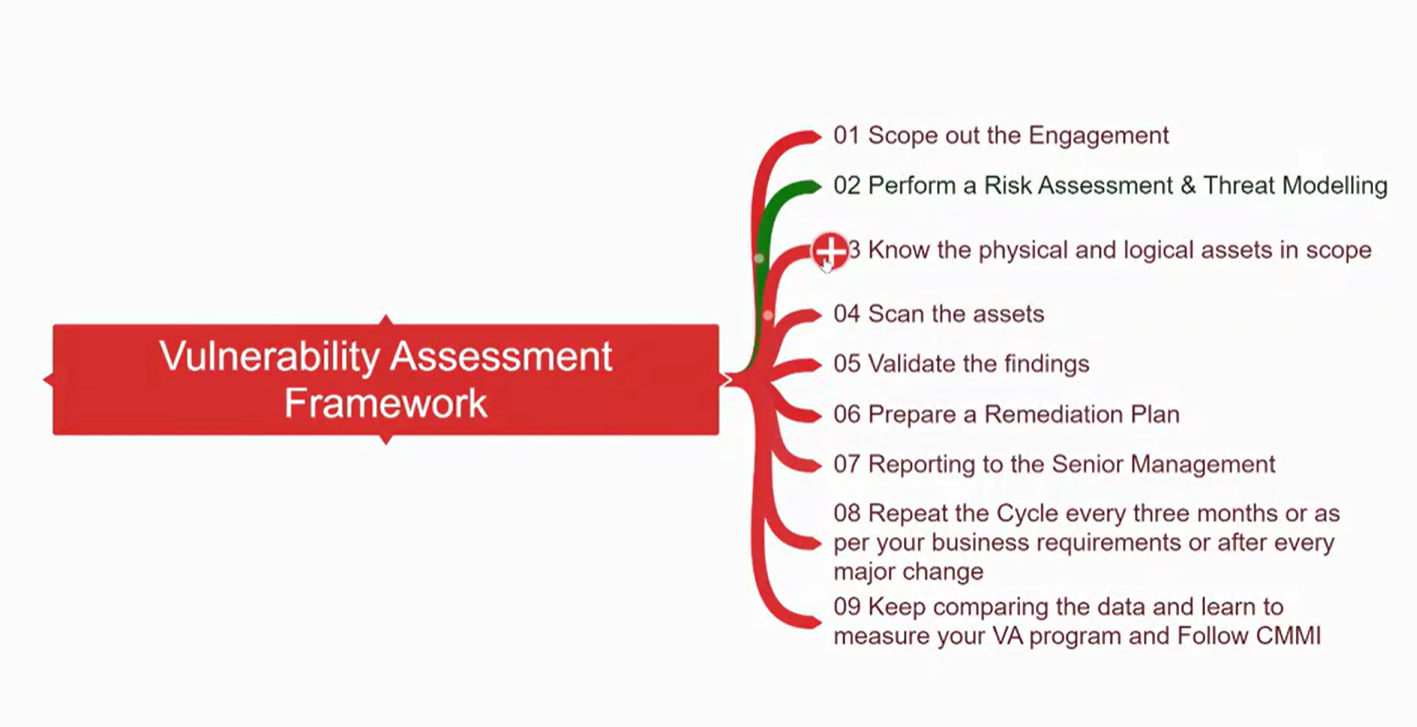 Vulnerability Assessment
Framework
01 Scope out the Engagement
02 Perform a Risk Assessment & Threat Modelling
3 Know the physical and logical assets in scope
04 Scan the assets
05 Validate the findings
06 Prepare a Remediation Plan
07 Reporting to the Senior Management
08 Repeat the Cycle every three months or as
per your business requirements or after every
major change
09 Keep comparing the data and learn to
measure your VA program and Follow CMMI